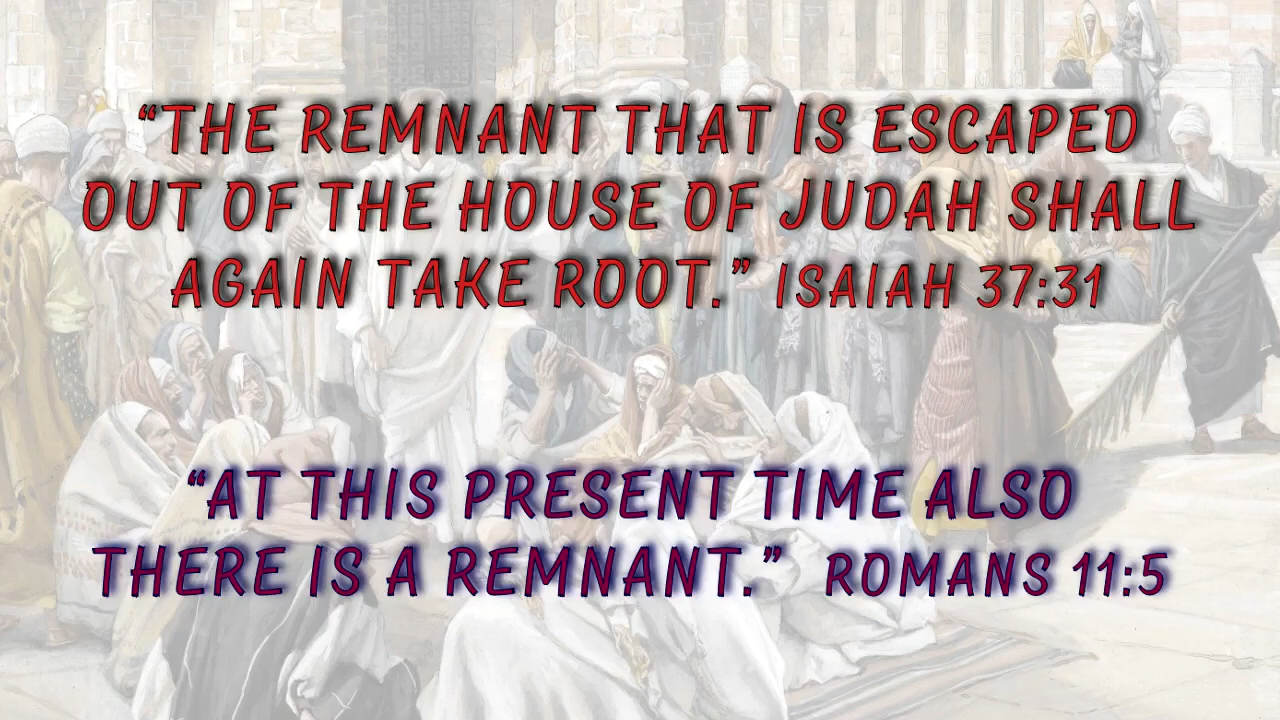 “THE REMNANT THAT IS ESCAPED
OUT OF THE HOUSE OF JUDAH SHALL
AGAIN TAKE ROOT.” ISAIAH 37:31
“AT THIS PRESENT TIME ALSO
THERE IS A REMNANT.” ROMANS 11:5